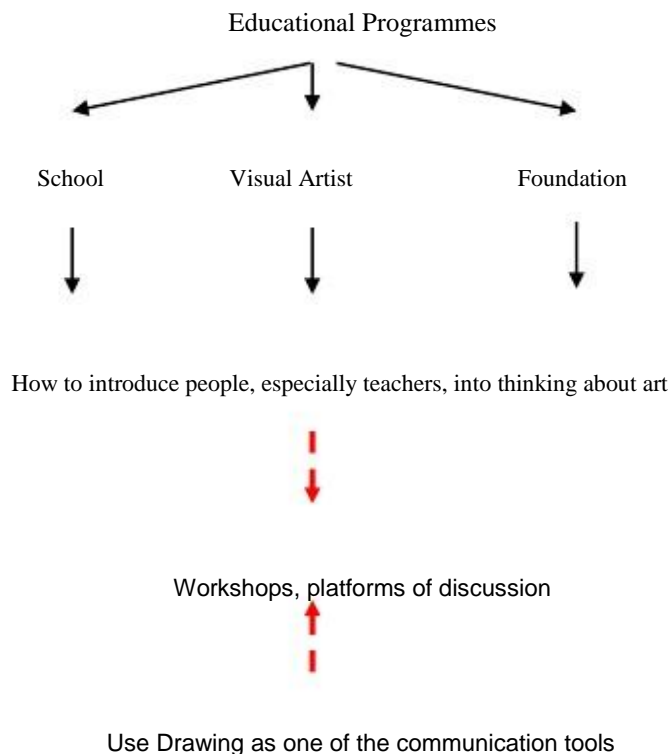 Educational Programmes
School Visual Artist Foundation
How to introduce people, especially teachers, into thinking about art
Workshops, platforms of discussion
Use Drawing as one of the communication tools